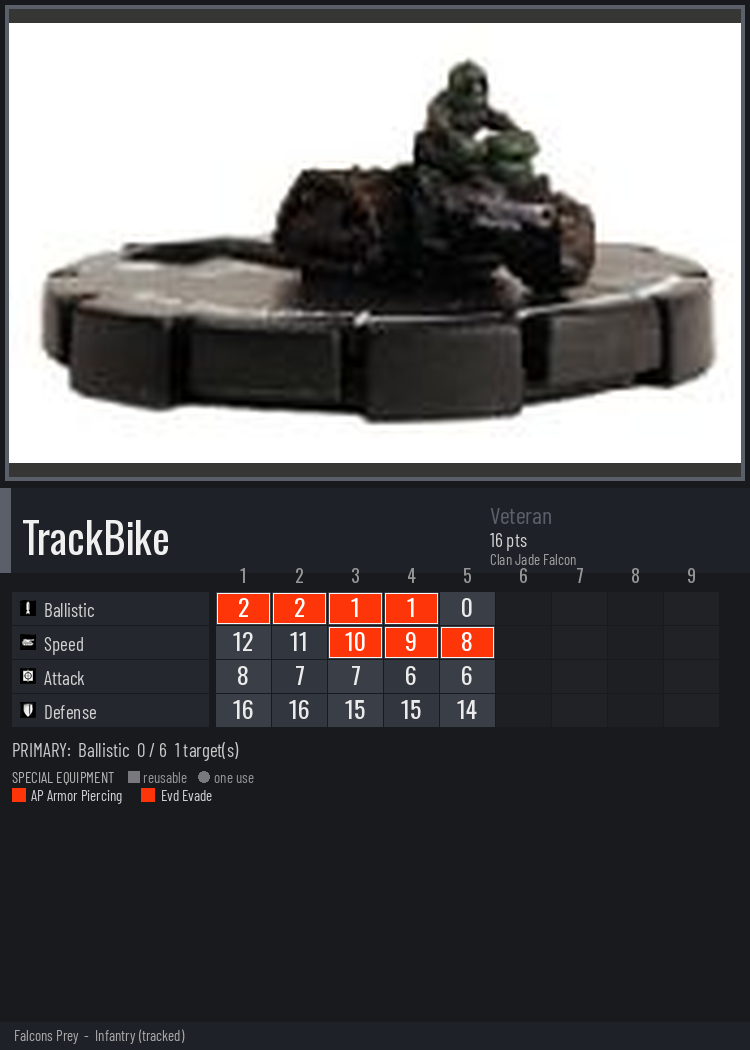 TrackBike
Veteran
16 pts
Clan Jade Falcon
1 2 3 4 5 6 7 8 9
Ballistic 2 2 1 1 0
Speed 12 11 10 9 8
Attack 8 7 7 6 6
Defense 16 16 15 15 14
PRIMARY: Ballistic 0 / 6 1 target(s)
SPECIAL EQUIPMENT reusable one use
AP Armor Piercing Evd Evade
Falcons Prey - Infantry (tracked)